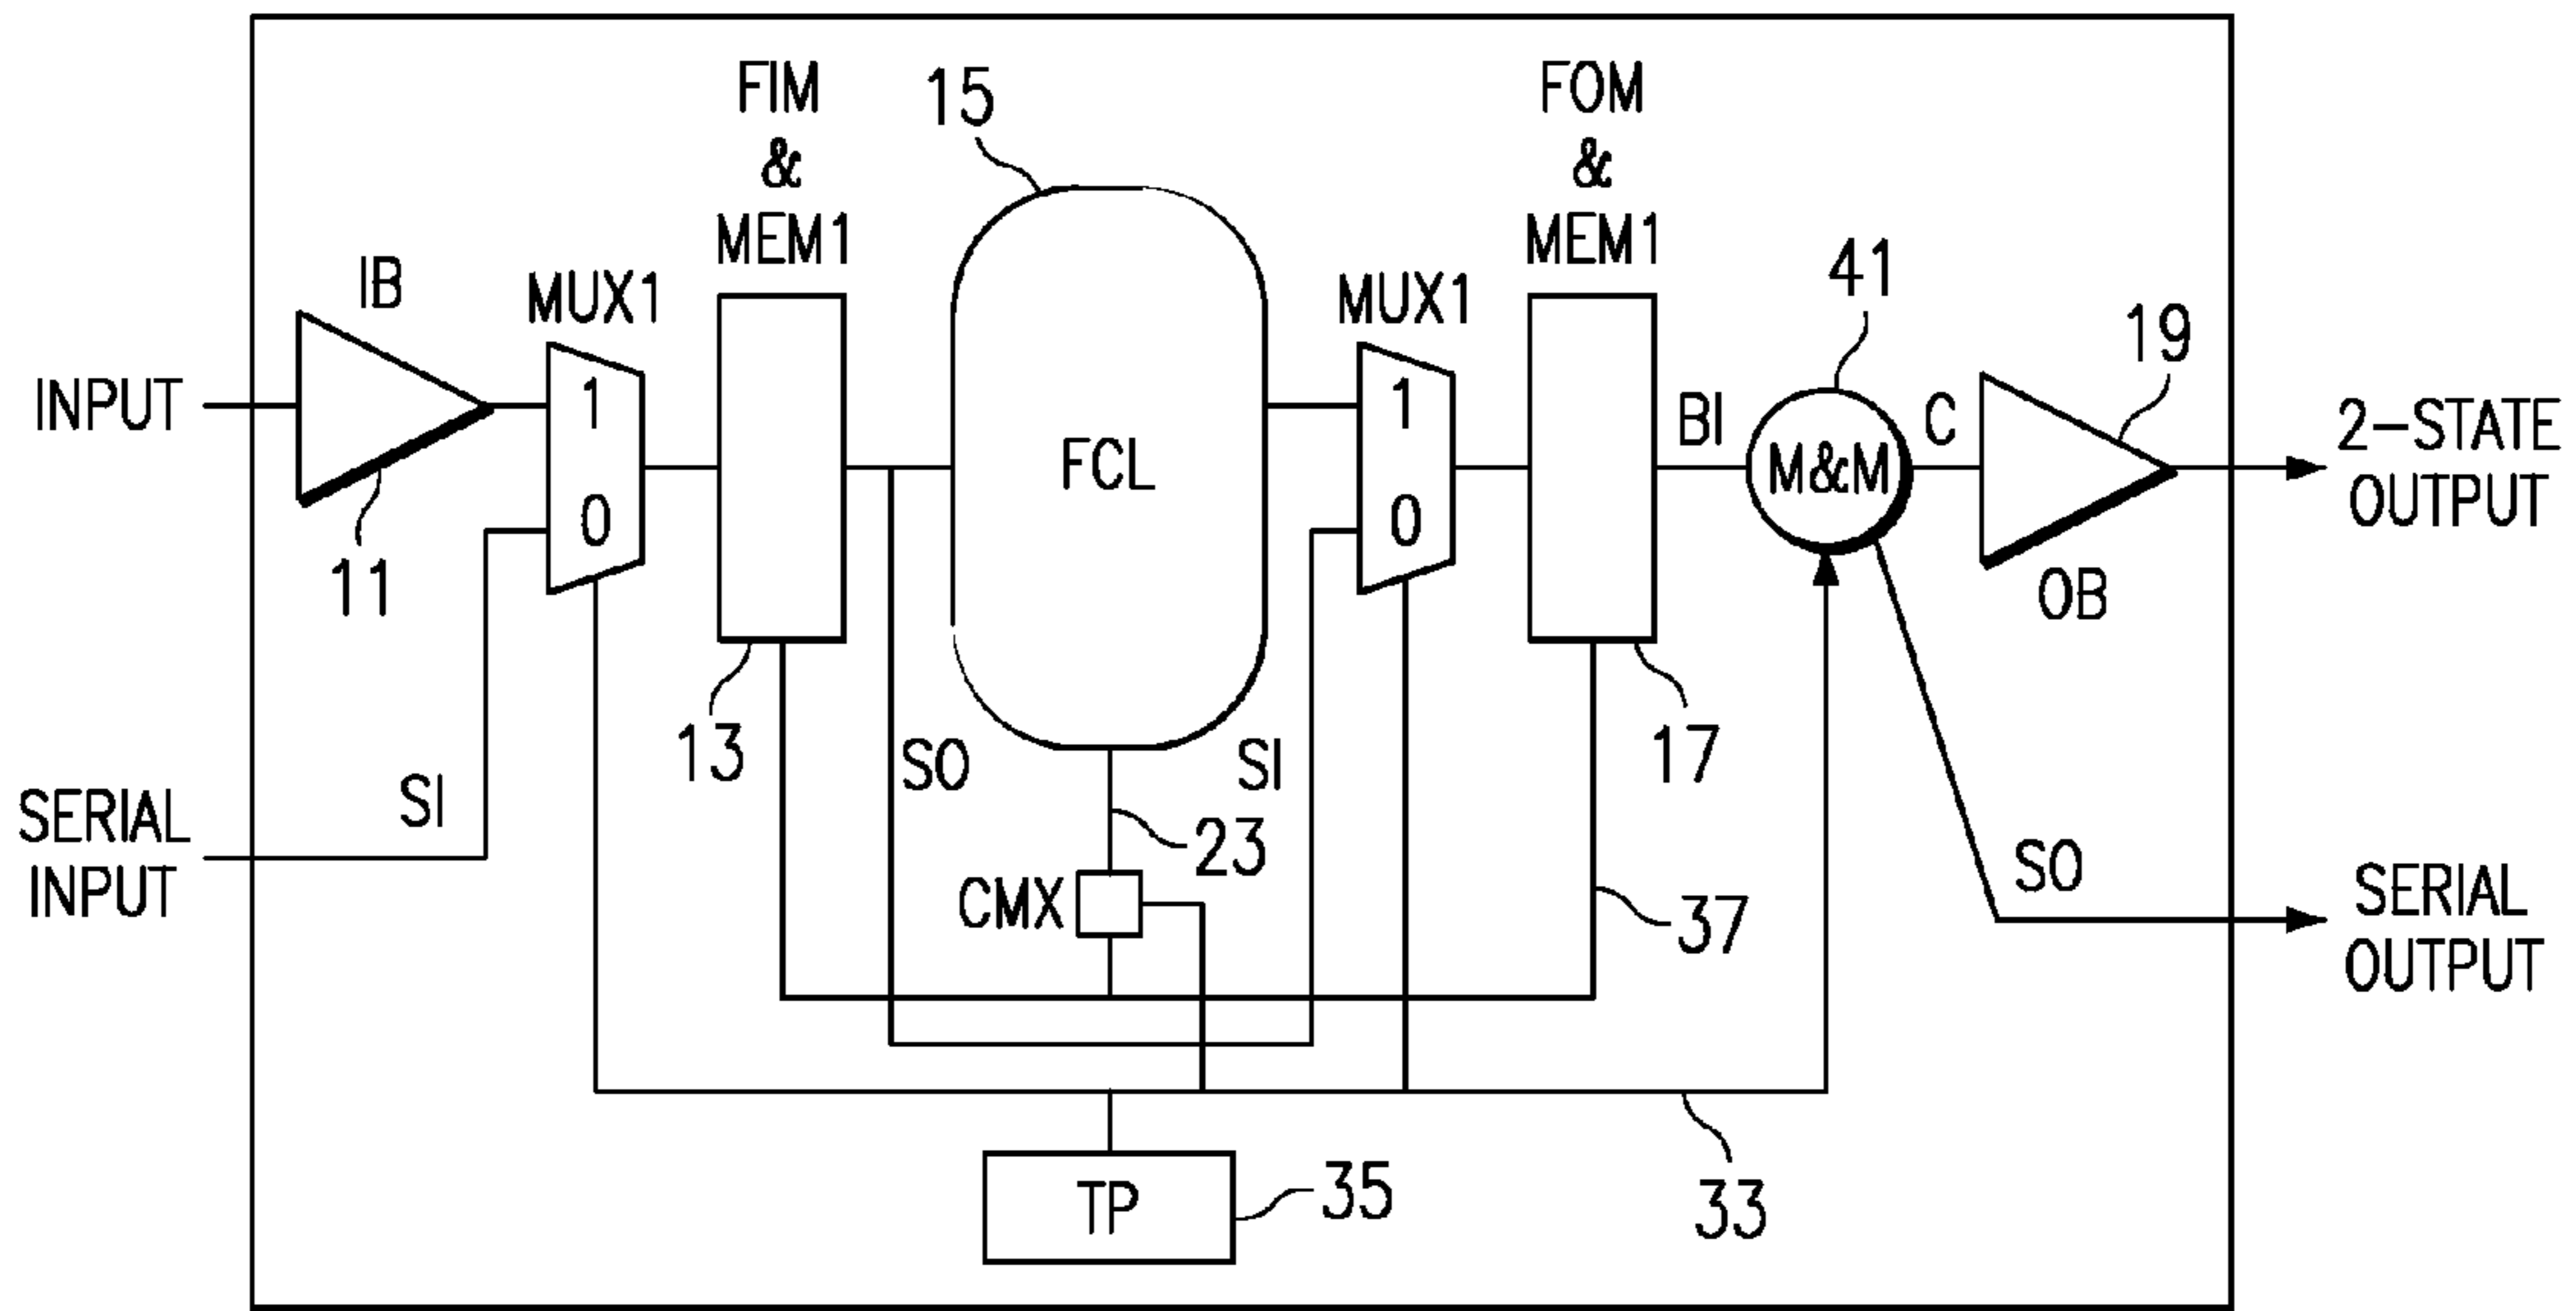 FIM
&
MEM1
15
FOM
&
MEM1
IB
MUX1
MUX1
41
19
INPUT
1
0
FCL
1
0
BI
M&M
C
2-STATE
OUTPUT
11
OB
13
SO
SI
17
SI
SERIAL
INPUT
23
CMX
37
SO
SERIAL
OUTPUT
TP
35
33